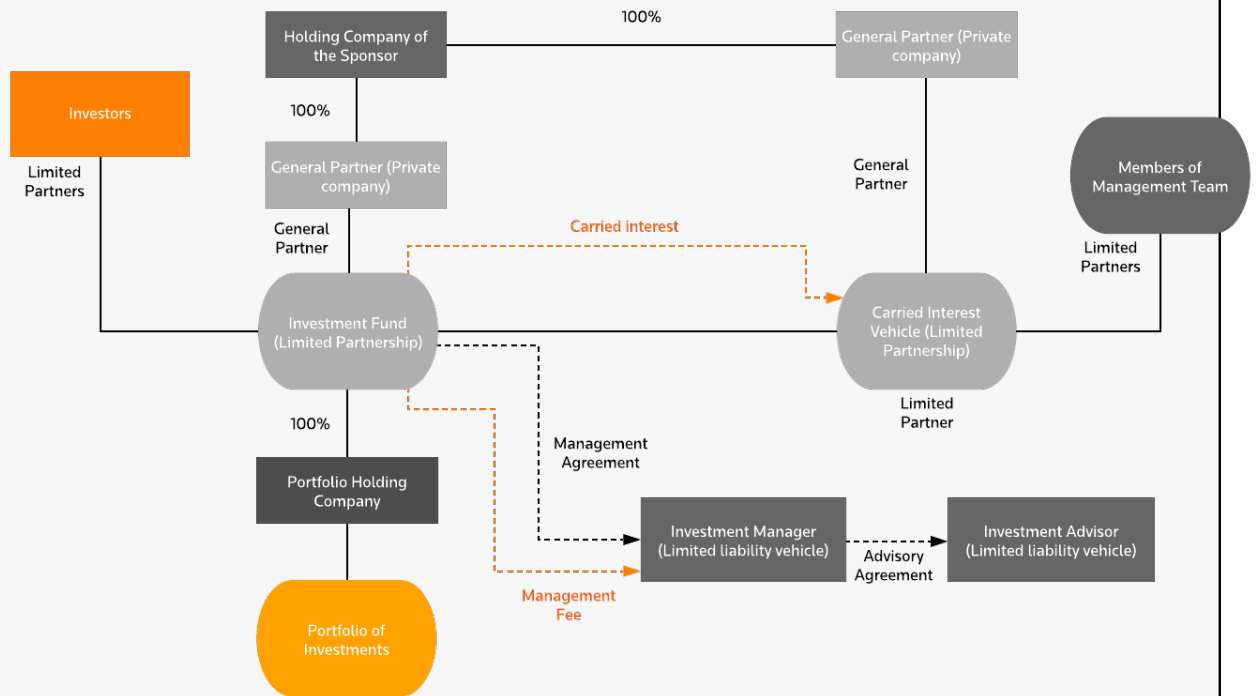 100%
Holding Company of
the Sponsor
General Partner (Private
company)
Investors
100%
Limited
Partners
General Partner (Private
company)
General
Partner
Members of
Management Team
General
Partner
Carried interest
Limited
Partners
Investment Fund
(Limited Partnership)
Carried Interest
Vehicle (Limited
Partnership)
Limited
Partner
100%
Management
Agreement
Portfolio Holding
Company
Investment Manager
(Limited liability vehicle)
Advisory
Agreement
Investment Advisor
(Limited liability vehicle)
Management
Fee
Portfolio of
Investments